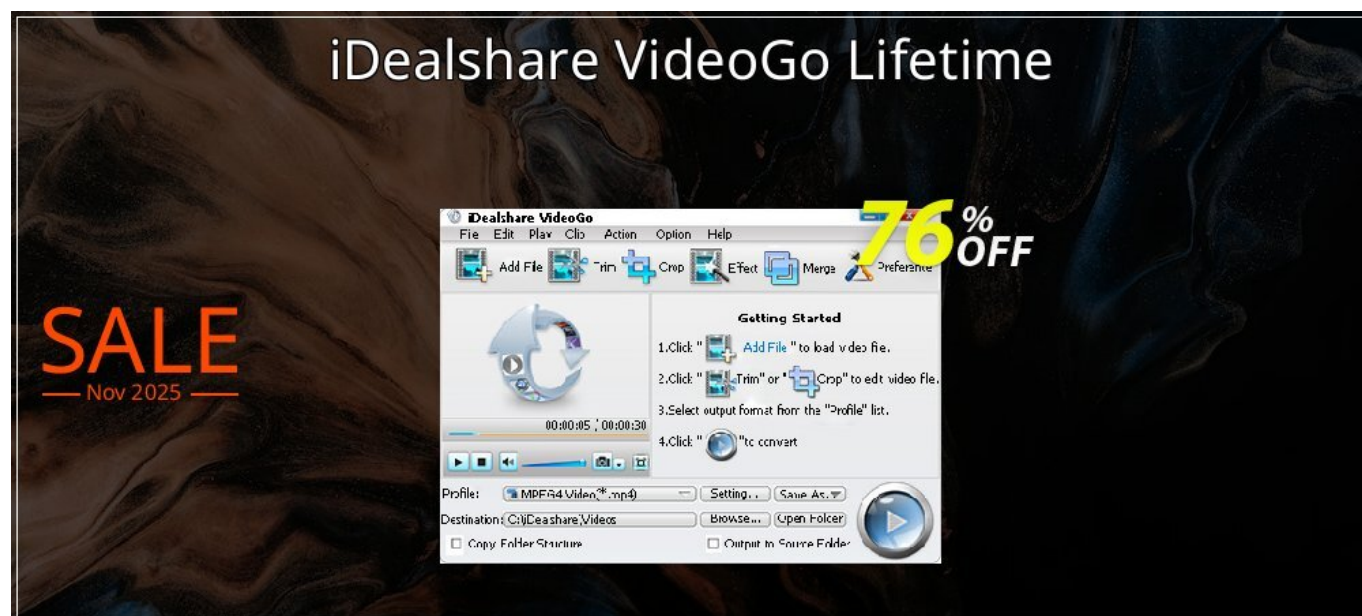 iDealshare VideoGo Lifetime
76% OFF
SALE
Nov 2025
iDealshare VideoGo
File Edit Play Clip Action Option Help
Add File Trim Crop Effect Merge Preference
Getting Started
1.Click " Add File " to load video file.
2.Click " Trim" or " Crop" to edit video file.
3.Select output format from the "Profile" list.
4.Click " "to convert
00:00:05 / 00:00:30
Profile: MPEG4 Video(*.mp4) Setting... Save As...
Destination: C:\iDealshare\Videos Browse... Open Folder
Copy Folder Structure Output to Source Folder